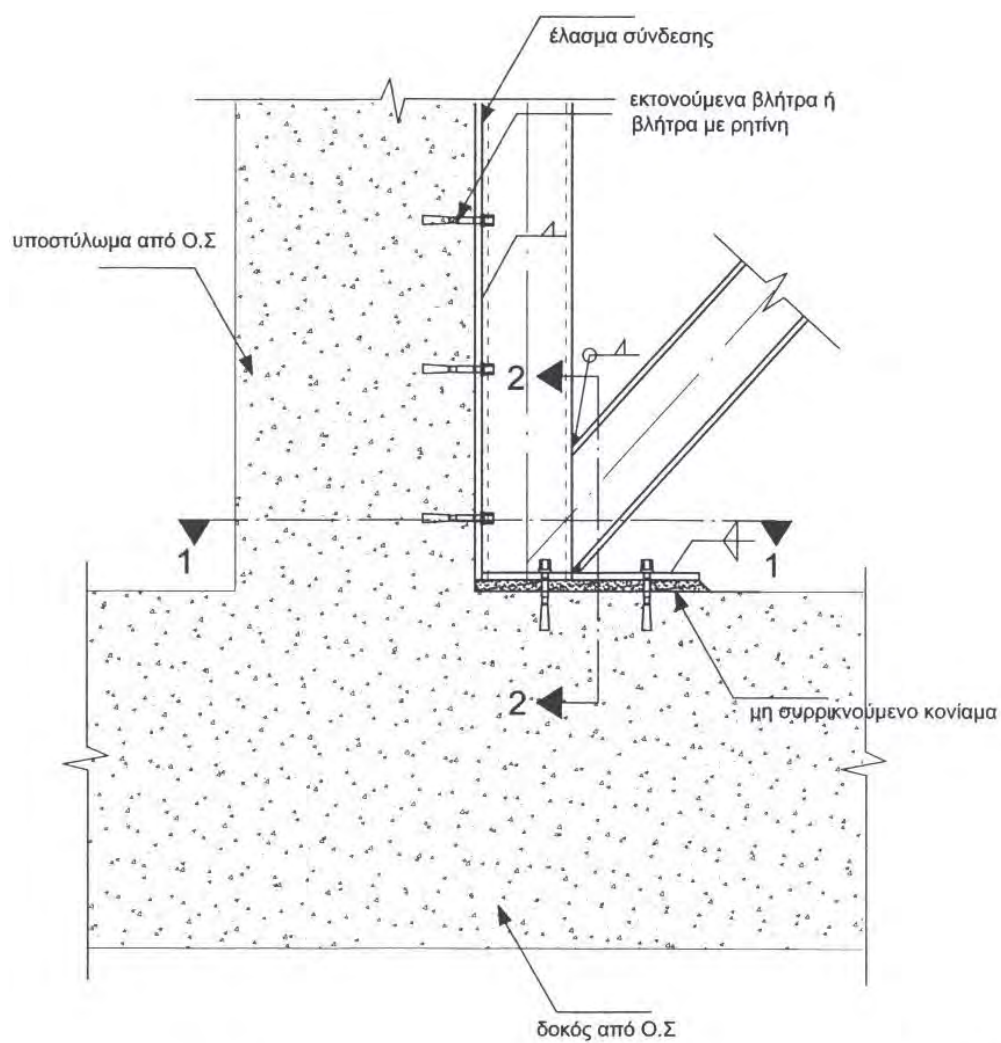 έλασμα σύνδεσης
εκτονούμενα βλήτρα ή
βλήτρα με ρητίνη
υποστύλωμα από Ο.Σ
2
1
1
2
μη συρρικνούμενο κονίαμα
δοκός από Ο.Σ